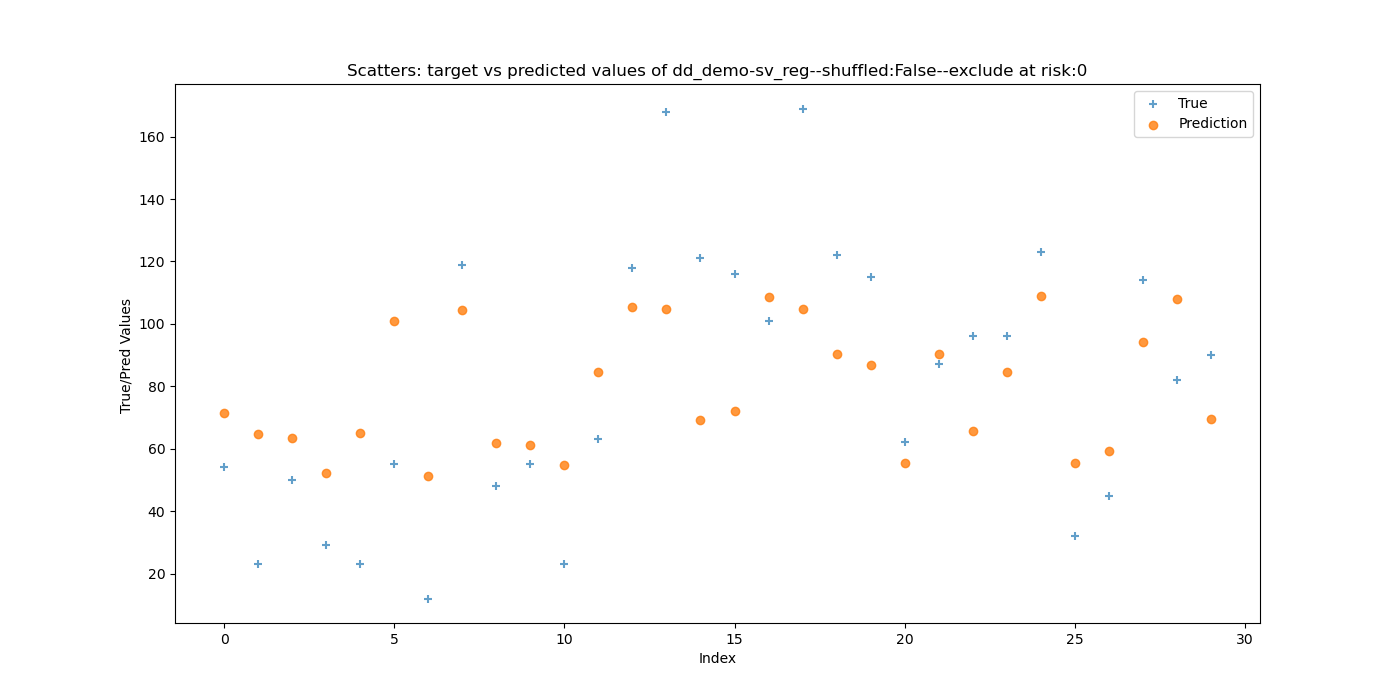 Scatters: target vs predicted values of dd_demo-sv_reg--shuffled:False--exclude at risk:0
True
Prediction
True/Pred Values
160
140
120
100
80
60
40
20
0 5 10 15 20 25 30
Index